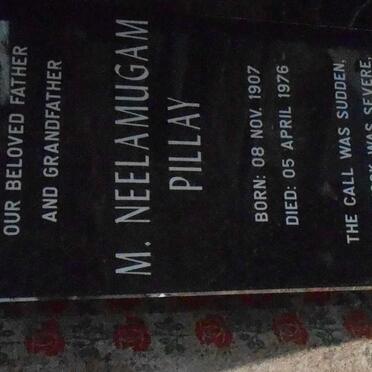 OUR BELOVED FATHER
AND GRANDFATHER
M. NEELAMUGAM
PILLAY
BORN: 08 NOV. 1907
DIED: 05 APRIL 1976
THE CALL WAS SUDDEN,
WAS SEVERE,